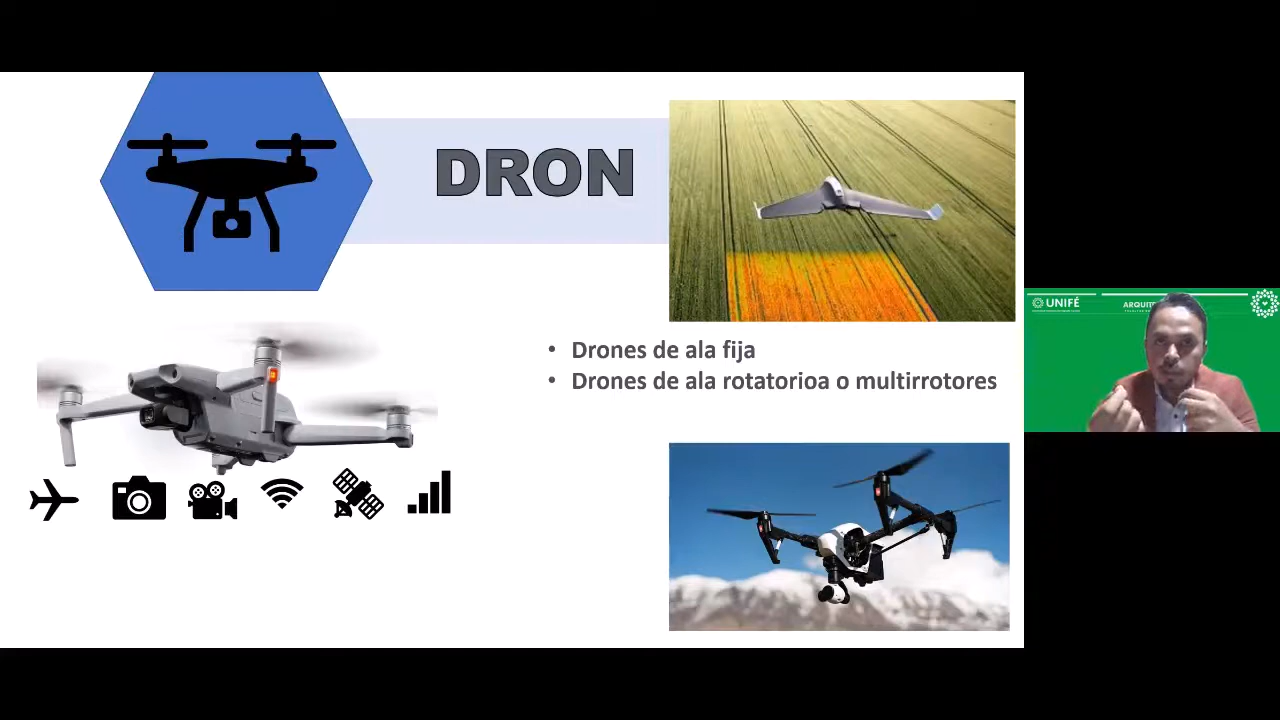 DRON
• Drones de ala fija
• Drones de ala rotatorioa o multirrotores
UNIFÉ